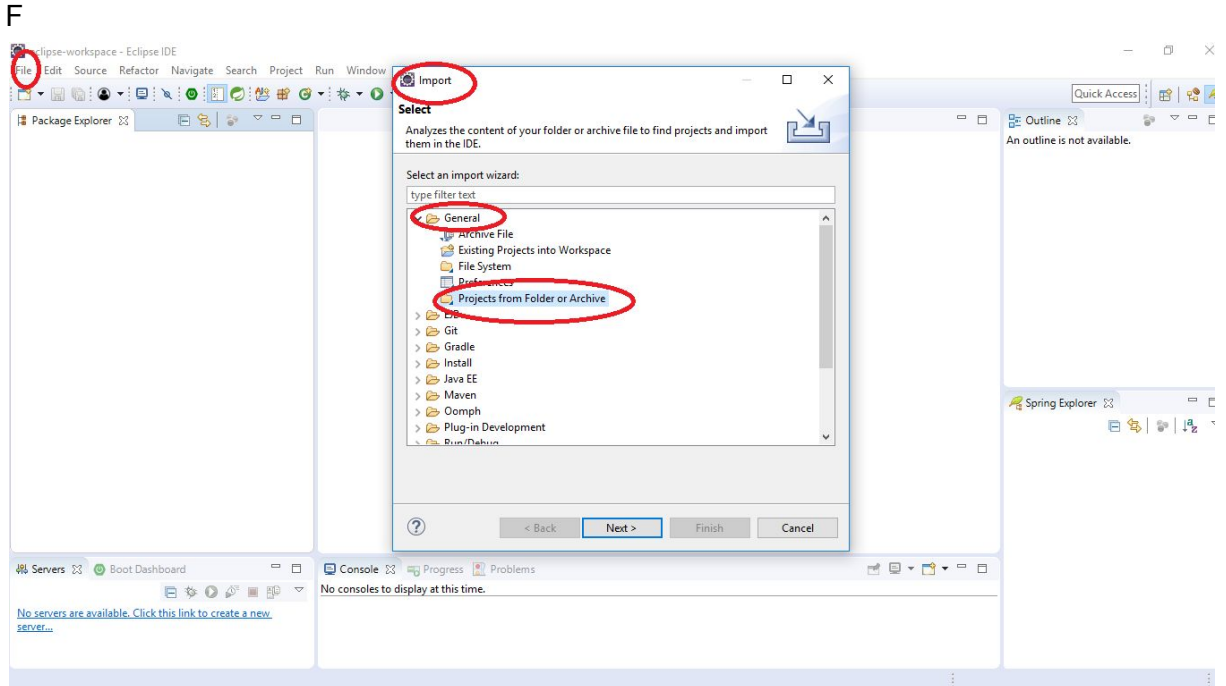 F
eclipse-workspace - Eclipse IDE
File Edit Source Refactor Navigate Search Project Run Window
Quick Access
Package Explorer
Import
Select
Analyzes the content of your folder or archive file to find projects and import
them in the IDE.
Select an import wizard:
type filter text
General
Archive File
Existing Projects into Workspace
File System
Preferences
Projects from Folder or Archive
EJB
Git
Gradle
Install
Java EE
Maven
Oomph
Plug-in Development
Run/Debug
< Back Next > Finish Cancel
Outline
An outline is not available.
Spring Explorer
Servers Boot Dashboard
No servers are available. Click this link to create a new
server...
Console Progress Problems
No consoles to display at this time.